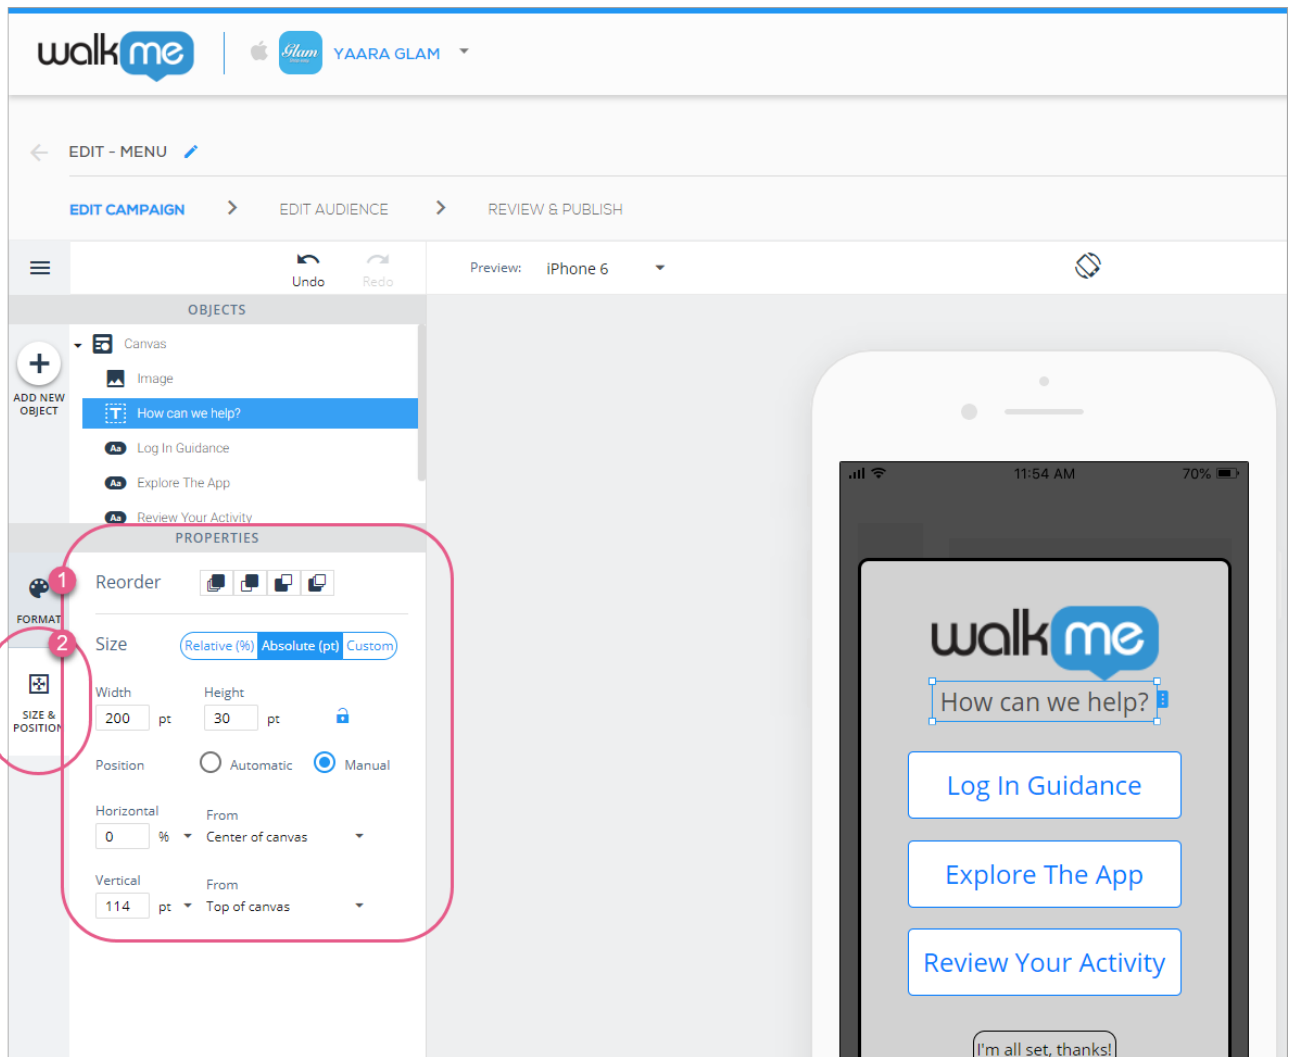 walkme
Glam
YAARA GLAM
EDIT - MENU
EDIT CAMPAIGN
EDIT AUDIENCE
REVIEW & PUBLISH
Undo
Redo
Preview:
iPhone 6
OBJECTS
ADD NEW
OBJECT
Canvas
Image
T
How can we help?
Aa
Log In Guidance
Aa
Explore The App
Aa
Review Your Activity
PROPERTIES
1
FORMAT
Reorder
2
SIZE &
POSITION
Size
Relative (%)
Absolute (pt)
Custom
Width
Height
200 pt
30 pt
Position
Automatic
Manual
Horizontal
From
0 %
Center of canvas
Vertical
From
114 pt
Top of canvas
11:54 AM
70%
walkme
How can we help?
Log In Guidance
Explore The App
Review Your Activity
I'm all set, thanks!